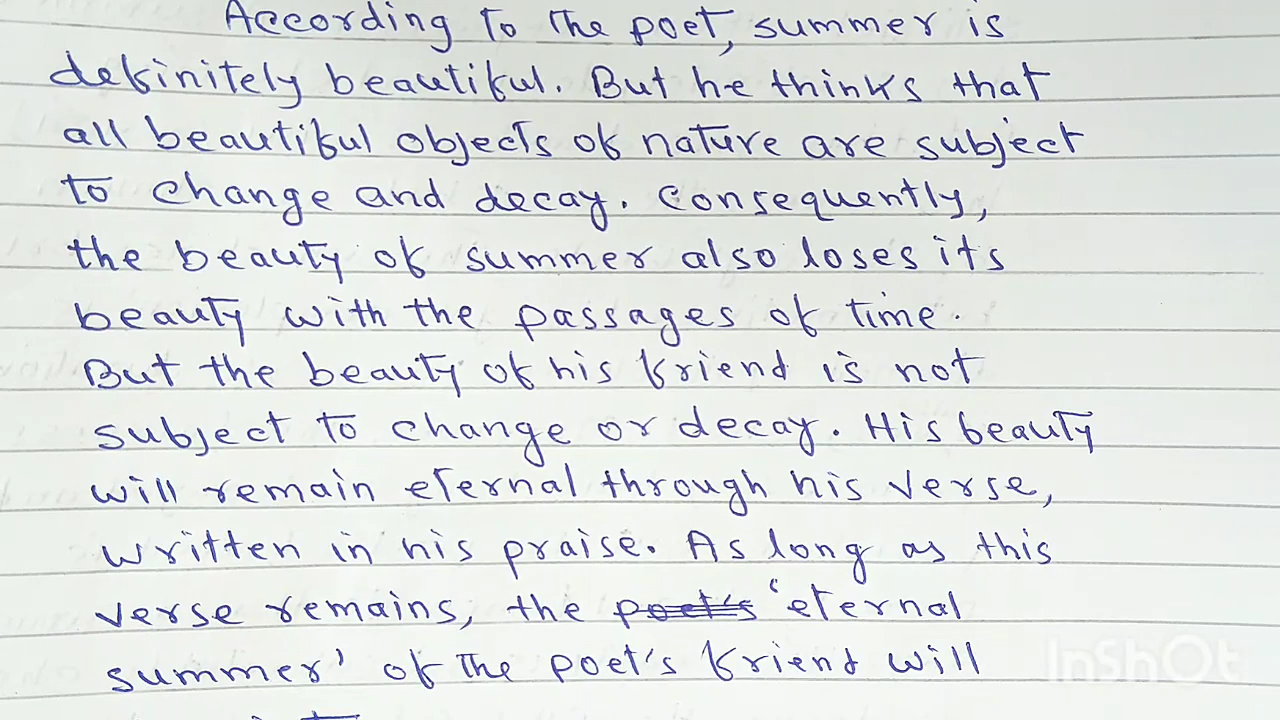 According to the poet, summer is
definitely beautiful. But he thinks that
all beautiful objects of nature are subject
to change and decay. Consequently,
the beauty of summer also loses its
beauty with the passages of time.
But the beauty of his friend is not
subject to change or decay. His beauty
will remain eternal through his verse,
written in his praise. As long as this
verse remains, the poet's 'eternal
summer' of the poet's friend will
InShOt